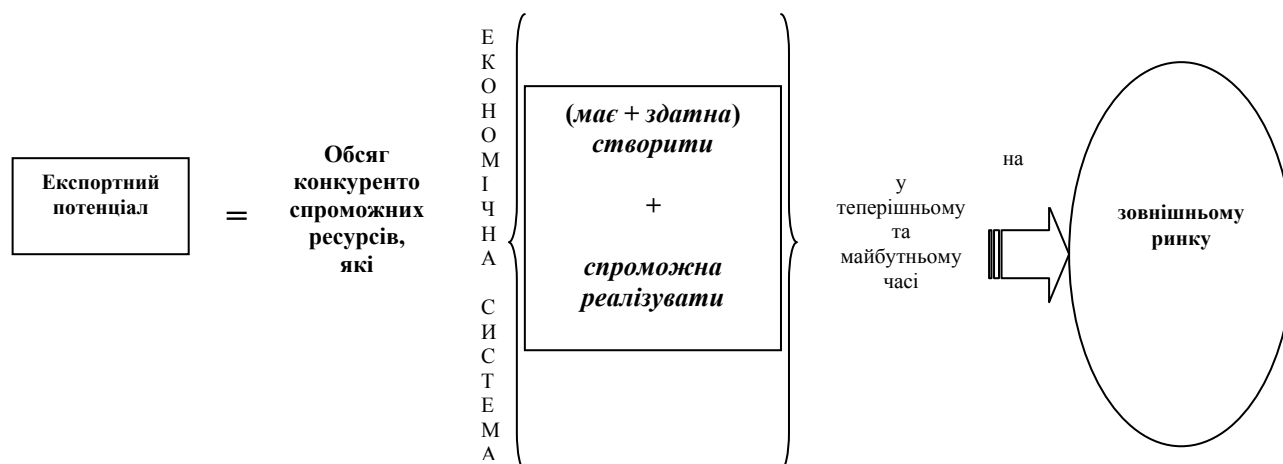 Експортний
потенціал
=
Обсяг
конкуренто
спроможних
ресурсів,
які
Е
К
О
Н
О
М
І
Ч
Н
А
С
И
С
Т
Е
М
А
(має + здатна)
створити
+
спроможна
реалізувати
у
теперішньому
та
майбутньому
часі
на
зовнішньому
ринку